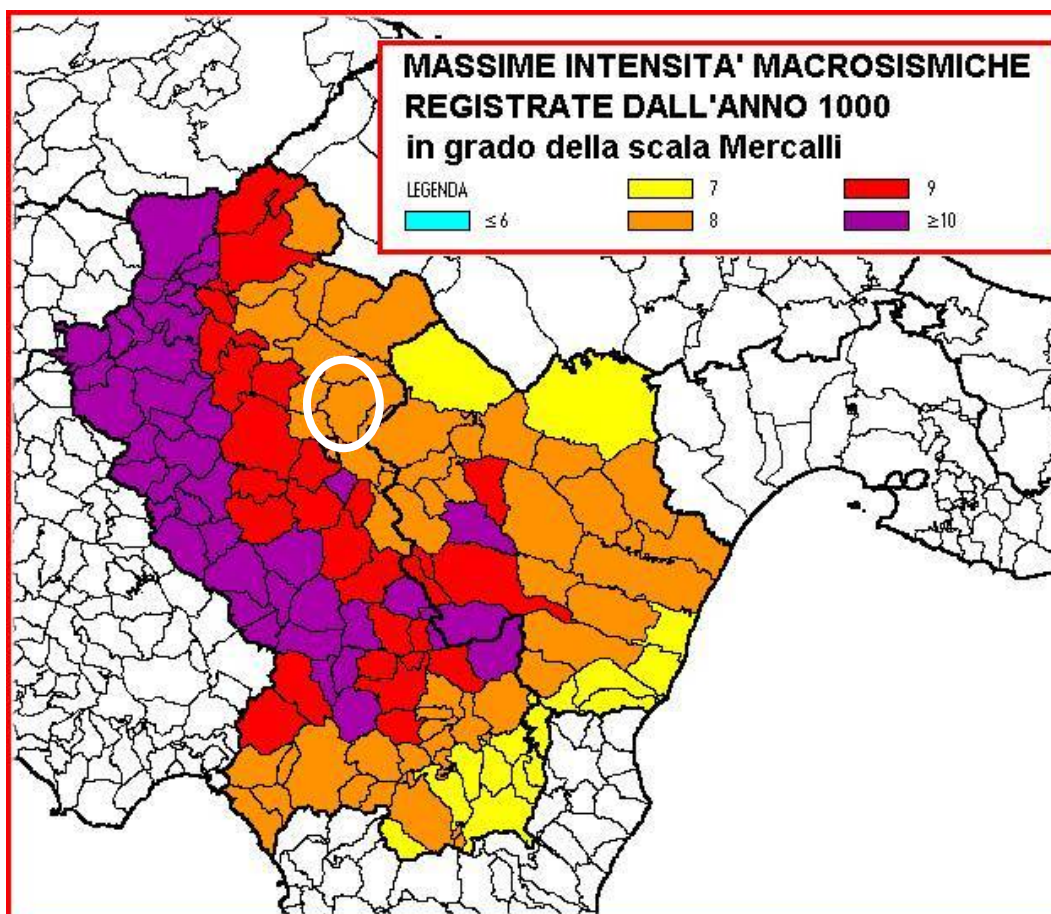 MASSIME INTENSITA' MACROSISMICHE
REGISTRATE DALL'ANNO 1000
in grado della scala Mercalli
LEGENDA
≤6
7
8
9
≥10